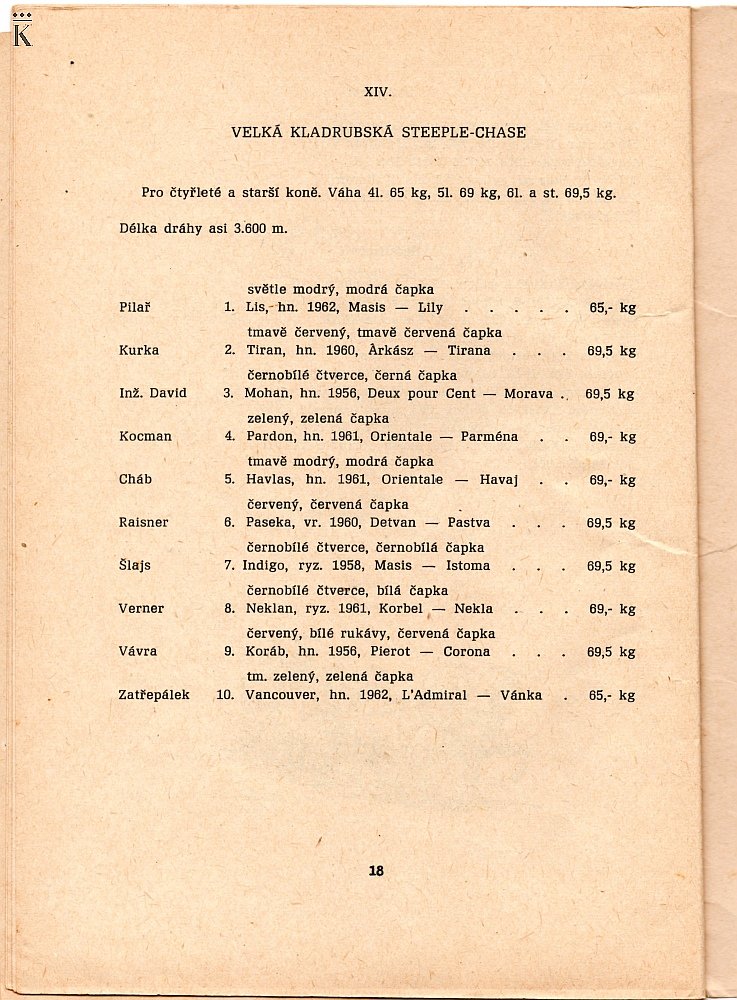 K
XIV.
VELKÁ KLADRUBSKÁ STEEPLE-CHASE
Pro čtyřleté a starší koně. Váha 4l. 65 kg, 5l. 69 kg, 6l. a st. 69,5 kg.
Délka dráhy asi 3.600 m.
světle modrý, modrá čapka
Pilař 1. Lis, hn. 1962, Masis — Lily . . . . . 65,- kg
tmavě červený, tmavě červená čapka
Kurka 2. Tiran, hn. 1960, Àrkász — Tirana . . . 69,5 kg
černobílé čtverce, černá čapka
Inž. David 3. Mohan, hn. 1956, Deux pour Cent — Morava . 69,5 kg
zelený, zelená čapka
Kocman 4. Pardon, hn. 1961, Orientale — Parména . . 69,- kg
tmavě modrý, modrá čapka
Cháb 5. Havlas, hn. 1961, Orientale — Havaj . . 69,- kg
červený, červená čapka
Raisner 6. Paseka, vr. 1960, Detvan — Pastva . . . 69,5 kg
černobílé čtverce, černobílá čapka
Šlajs 7. Indigo, ryz. 1958, Masis — Istoma . . . 69,5 kg
černobílé čtverce, bílá čapka
Verner 8. Neklan, ryz. 1961, Korbel — Nekla . . . 69,- kg
červený, bílé rukávy, červená čapka
Vávra 9. Koráb, hn. 1956, Pierot — Corona . . . 69,5 kg
tm. zelený, zelená čapka
Zatřepálek 10. Vancouver, hn. 1962, L'Admiral — Vánka . 65,- kg
18